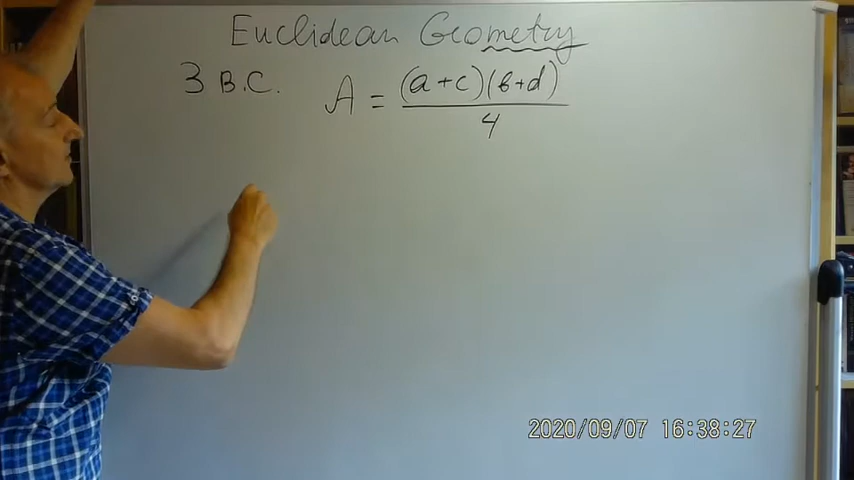 Euclidean Geometry
3 B.C. A = (a+c)(b+d)/4
2020/09/07 16:38:27